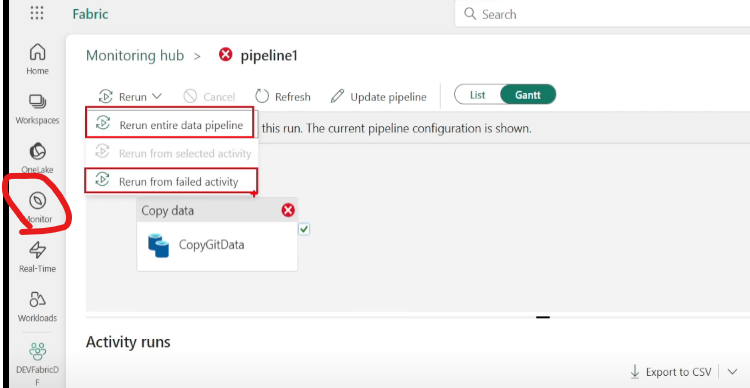 Fabric
Search
Home
Workspaces
OneLake
Monitor
Real-Time
Workloads
DEVFabricD
F
Monitoring hub > pipeline1
Rerun
Cancel
Refresh
Update pipeline
List
Gantt
Rerun entire data pipeline
this run. The current pipeline configuration is shown.
Rerun from selected activity
Rerun from failed activity
Copy data
CopyGitData
Activity runs
Export to CSV